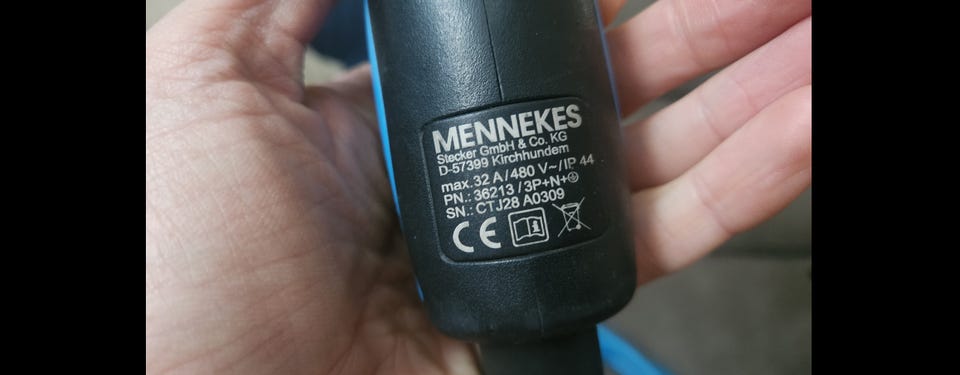 MENNEKES
Stecker GmbH & Co. KG
D-57399 Kirchhundem
max. 32 A / 480 V ~ / IP 44
PN.: 36213 / 3P+N+⏚
SN.: CTJ28 A0309
CE